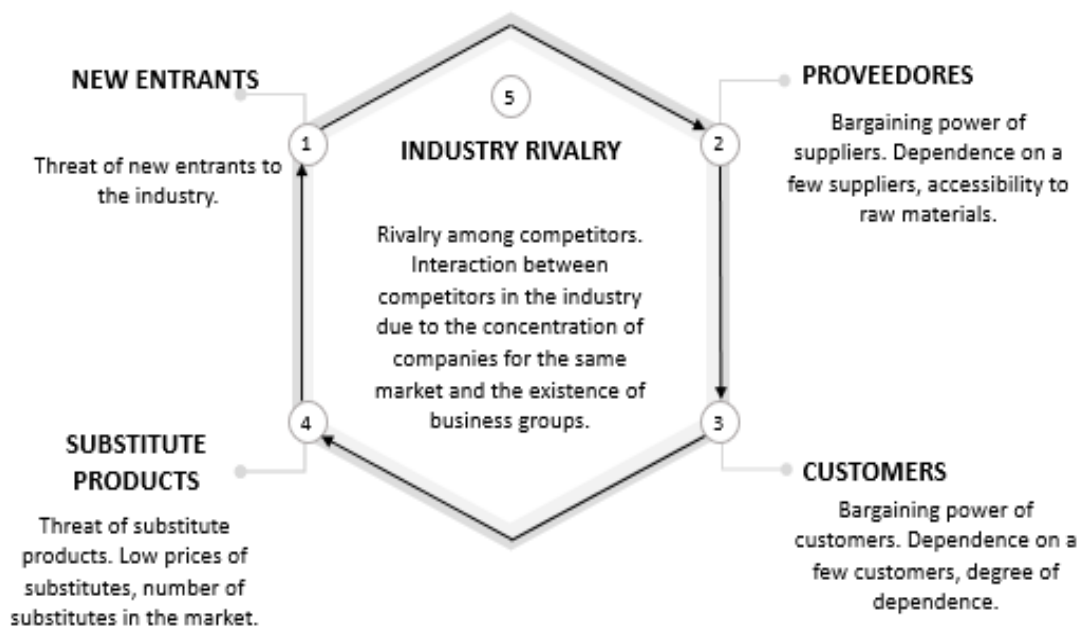 NEW ENTRANTS
1
Threat of new entrants to
the industry.
5
INDUSTRY RIVALRY
Rivalry among competitors.
Interaction between
competitors in the industry
due to the concentration of
companies for the same
market and the existence of
business groups.
2
PROVEEDORES
Bargaining power of
suppliers. Dependence on a
few suppliers, accessibility to
raw materials.
4
SUBSTITUTE
PRODUCTS
Threat of substitute
products. Low prices of
substitutes, number of
substitutes in the market.
3
CUSTOMERS
Bargaining power of
customers. Dependence on a
few customers, degree of
dependence.